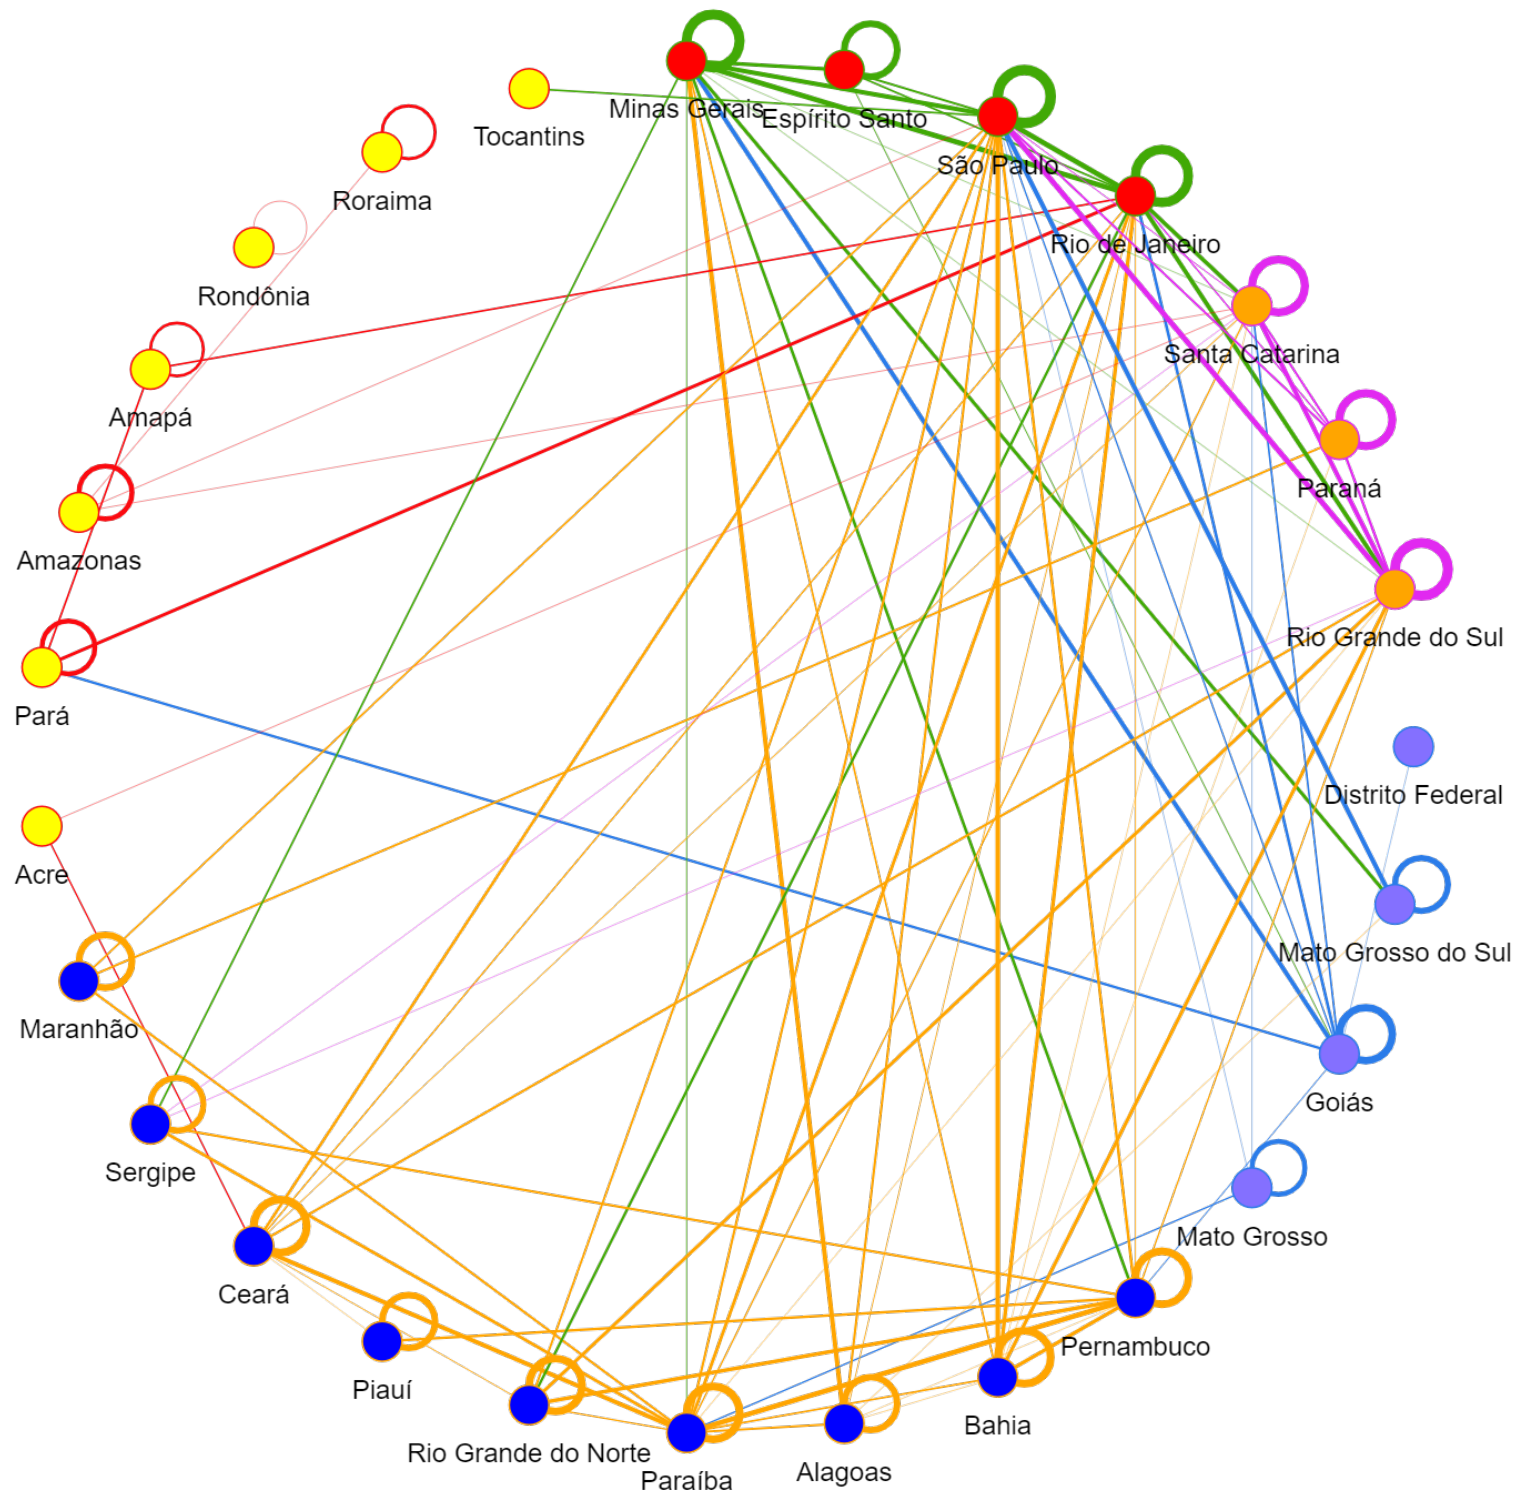 Minas Gerais
Espírito Santo
Tocantins
São Paulo
Roraima
Rio de Janeiro
Rondônia
Santa Catarina
Amapá
Paraná
Amazonas
Rio Grande do Sul
Pará
Distrito Federal
Acre
Mato Grosso do Sul
Maranhão
Goiás
Sergipe
Mato Grosso
Ceará
Pernambuco
Piauí
Bahia
Rio Grande do Norte
Alagoas
Paraíba